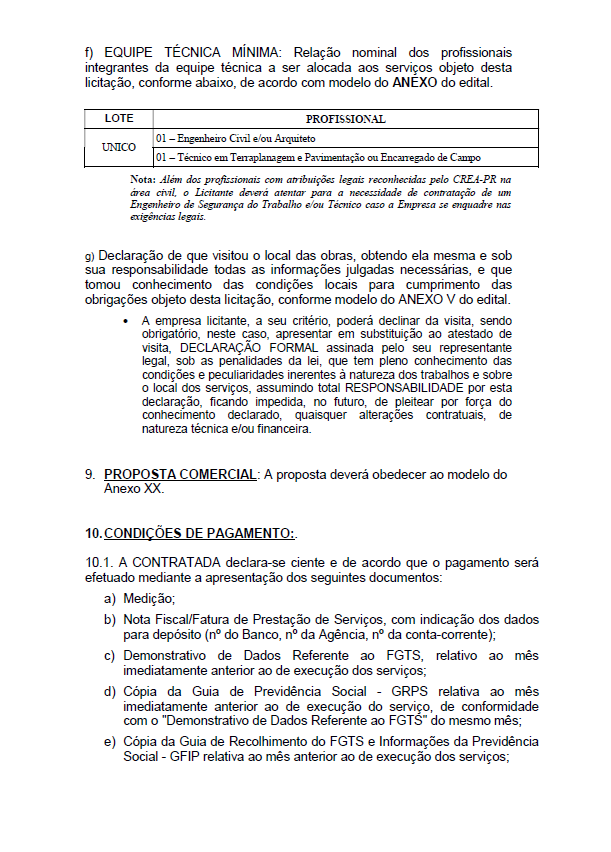 f) EQUIPE TÉCNICA MÍNIMA: Relação nominal dos profissionais
integrantes da equipe técnica a ser alocada aos serviços objeto desta
licitação, conforme abaixo, de acordo com modelo do ANEXO do edital.
LOTE PROFISSIONAL
UNICO
01 – Engenheiro Civil e/ou Arquiteto
01 – Técnico em Terraplanagem e Pavimentação ou Encarregado de Campo
Nota: Além dos profissionais com atribuições legais reconhecidas pelo CREA-PR na
área civil, o Licitante deverá atentar para a necessidade de contratação de um
Engenheiro de Segurança do Trabalho e/ou Técnico caso a Empresa se enquadre nas
exigências legais.
g) Declaração de que visitou o local das obras, obtendo ela mesma e sob
sua responsabilidade todas as informações julgadas necessárias, e que
tomou conhecimento das condições locais para cumprimento das
obrigações objeto desta licitação, conforme modelo do ANEXO V do edital.
• A empresa licitante, a seu critério, poderá declinar da visita, sendo
obrigatório, neste caso, apresentar em substituição ao atestado de
visita, DECLARAÇÃO FORMAL assinada pelo seu representante
legal, sob as penalidades da lei, que tem pleno conhecimento das
condições e peculiaridades inerentes à natureza dos trabalhos e sobre
o local dos serviços, assumindo total RESPONSABILIDADE por esta
declaração, ficando impedida, no futuro, de pleitear por força do
conhecimento declarado, quaisquer alterações contratuais, de
natureza técnica e/ou financeira.
9. PROPOSTA COMERCIAL: A proposta deverá obedecer ao modelo do
Anexo XX.
10. CONDIÇÕES DE PAGAMENTO:.
10.1. A CONTRATADA declara-se ciente e de acordo que o pagamento será
efetuado mediante a apresentação dos seguintes documentos:
a) Medição;
b) Nota Fiscal/Fatura de Prestação de Serviços, com indicação dos dados
para depósito (nº do Banco, nº da Agência, nº da conta-corrente);
c) Demonstrativo de Dados Referente ao FGTS, relativo ao mês
imediatamente anterior ao de execução dos serviços;
d) Cópia da Guia de Previdência Social - GRPS relativa ao mês
imediatamente anterior ao de execução do serviço, de conformidade
com o "Demonstrativo de Dados Referente ao FGTS" do mesmo mês;
e) Cópia da Guia de Recolhimento do FGTS e Informações da Previdência
Social - GFIP relativa ao mês anterior ao de execução dos serviços;